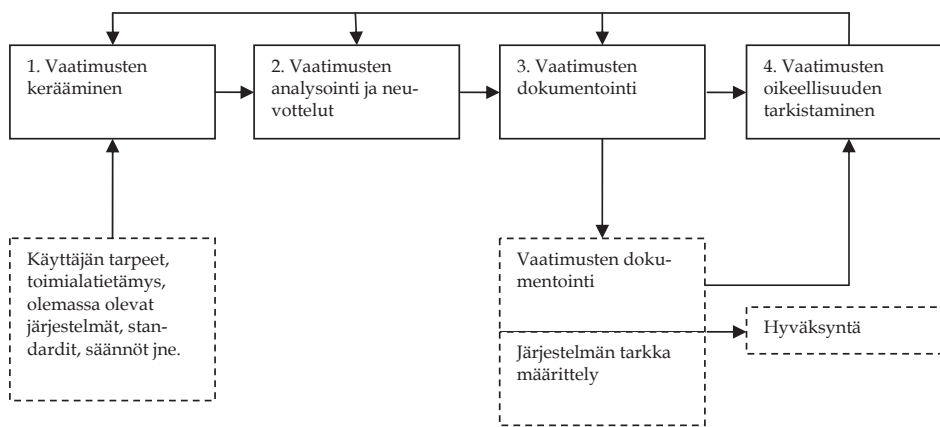 1. Vaatimusten
kerääminen
2. Vaatimusten
analysointi ja neu-
vottelut
3. Vaatimusten
dokumentointi
4. Vaatimusten
oikeellisuuden
tarkistaminen
Käyttäjän tarpeet,
toimialatietämys,
olemassa olevat
järjestelmät, stan-
dardit, säännöt jne.
Vaatimusten doku-
mentointi
Hyväksyntä
Järjestelmän tarkka
määrittely